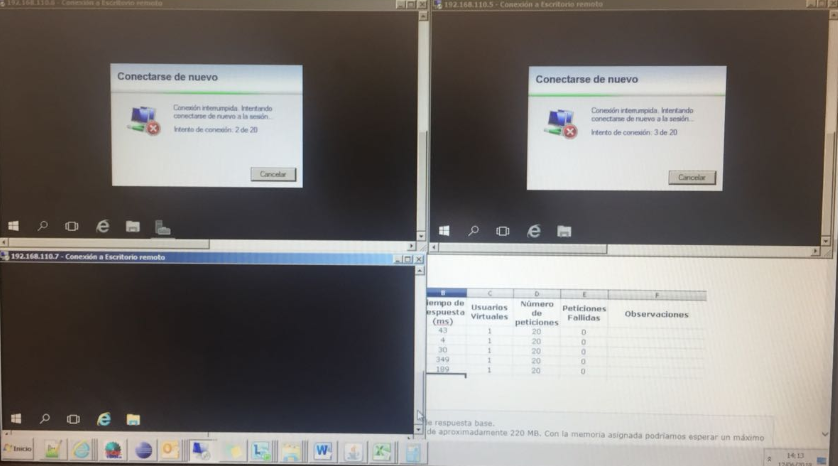 192.168.110.6 - Conexión a Escritorio remoto
Conectarse de nuevo
Conexión interrumpida. Intentando
conectarse de nuevo a la sesión...
Intento de conexión: 2 de 20
Cancelar
192.168.110.5 - Conexión a Escritorio remoto
Conectarse de nuevo
Conexión interrumpida. Intentando
conectarse de nuevo a la sesión...
Intento de conexión: 3 de 20
Cancelar
192.168.110.7 - Conexión a Escritorio remoto
B C D E F
iempo de
espuesta
(ms)
Usuarios
Virtuales
Número
de
peticiones
Peticiones
Fallidas
Observaciones
43 1 20 0
4 1 20 0
30 1 20 0
349 1 20 0
189 1 20 0
de respuesta base.
de aproximadamente 220 MB. Con la memoria asignada podríamos esperar un máximo
Inicio
14:13